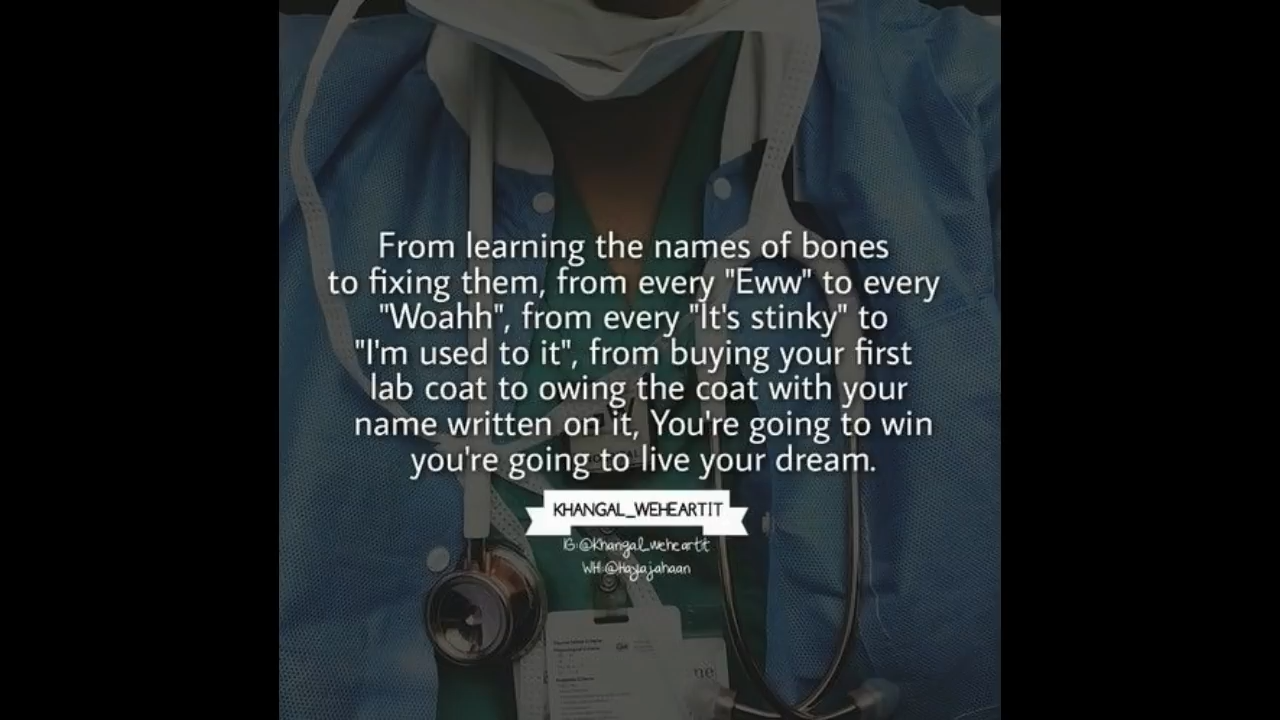 From learning the names of bones
to fixing them, from every "Eww" to every
"Woahh", from every "It's stinky" to
"I'm used to it", from buying your first
lab coat to owing the coat with your
name written on it, You're going to win
you're going to live your dream.
KHANGAL_WEHEARTIT
IG:@Khangal_weheartit
WH:@Hayajahaan